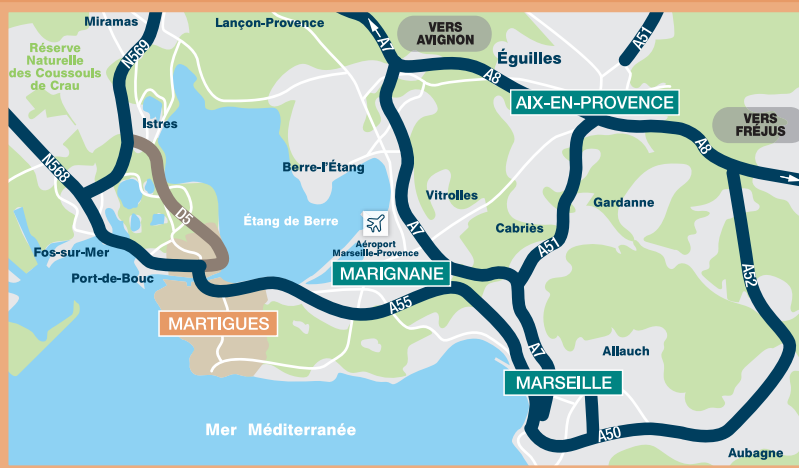 Miramas
Lançon-Provence
VERS
AVIGNON
A51
Réserve
Naturelle
des Coussouls
de Crau
N569
A7
Éguilles
A8
AIX-EN-PROVENCE
VERS
FRÉJUS
Istres
A8
N568
Berre-l'Étang
Vitrolles
Gardanne
D5
Étang de Berre
A7
Cabriès
A51
Fos-sur-Mer
Aéroport
Marseille-Provence
Port-de-Bouc
MARIGNANE
A52
A55
MARTIGUES
A7
Allauch
MARSEILLE
Mer Méditerranée
A50
Aubagne